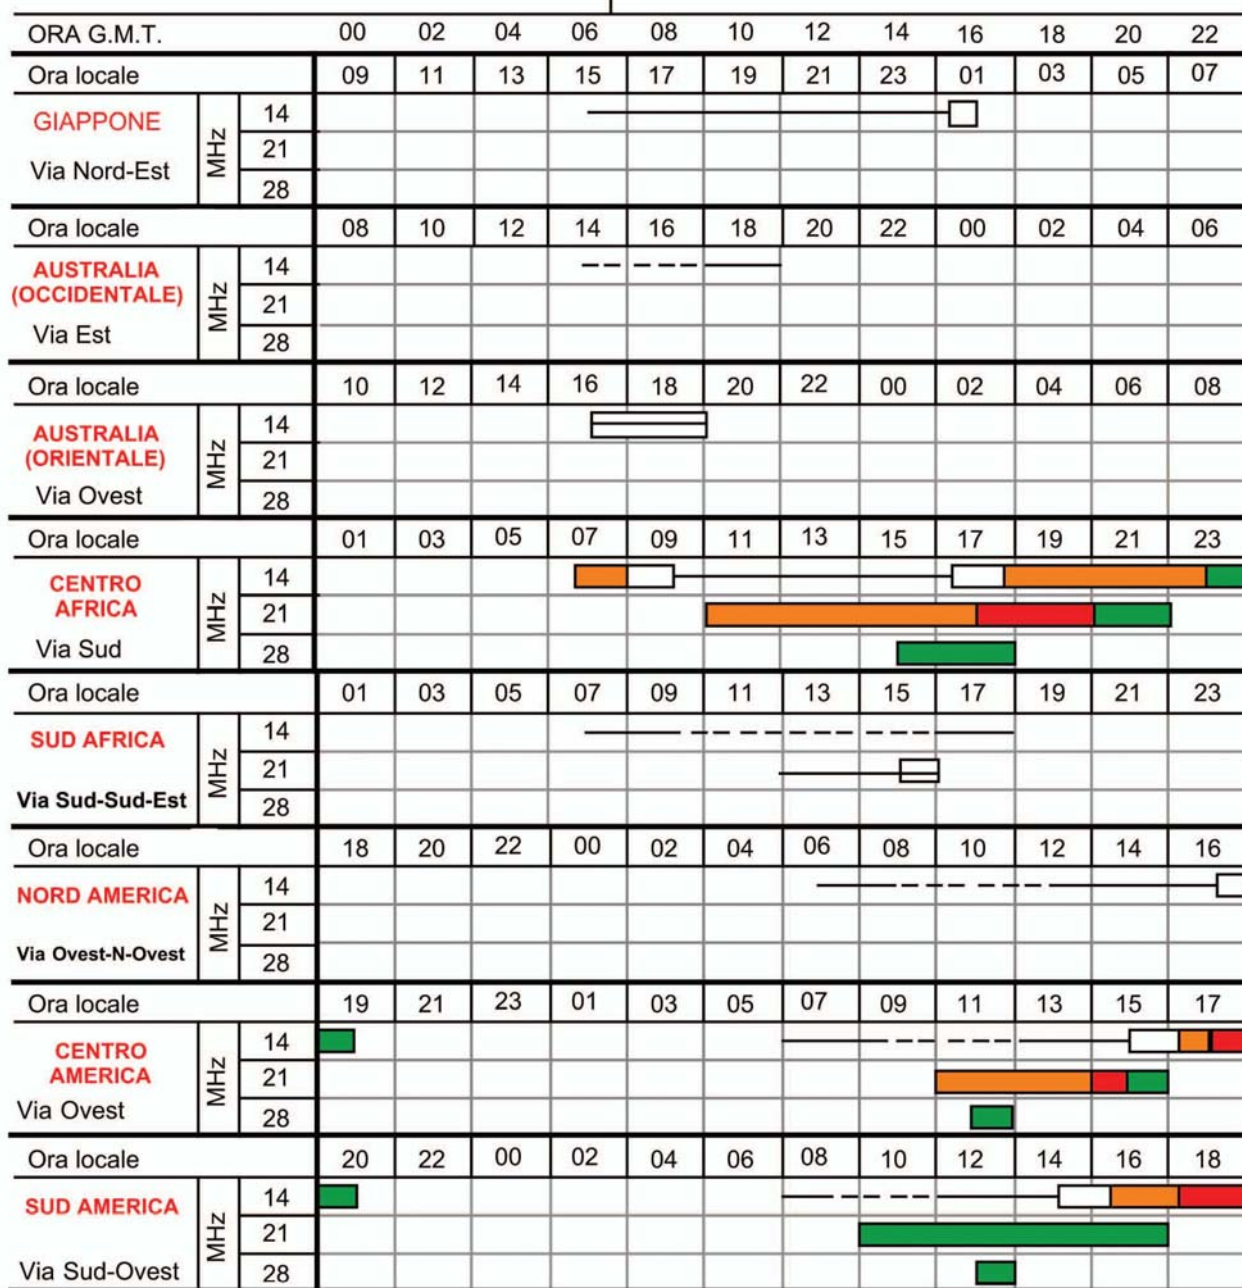 ORA G.M.T. 00 02 04 06 08 10 12 14 16 18 20 22
Ora locale 09 11 13 15 17 19 21 23 01 03 05 07
GIAPPONE
Via Nord-Est
MHz
14
21
28
Ora locale 08 10 12 14 16 18 20 22 00 02 04 06
AUSTRALIA
(OCCIDENTALE)
Via Est
MHz
14
21
28
Ora locale 10 12 14 16 18 20 22 00 02 04 06 08
AUSTRALIA
(ORIENTALE)
Via Ovest
MHz
14
21
28
Ora locale 01 03 05 07 09 11 13 15 17 19 21 23
CENTRO
AFRICA
Via Sud
MHz
14
21
28
Ora locale 01 03 05 07 09 11 13 15 17 19 21 23
SUD AFRICA
Via Sud-Sud-Est
MHz
14
21
28
Ora locale 18 20 22 00 02 04 06 08 10 12 14 16
NORD AMERICA
Via Ovest-N-Ovest
MHz
14
21
28
Ora locale 19 21 23 01 03 05 07 09 11 13 15 17
CENTRO
AMERICA
Via Ovest
MHz
14
21
28
Ora locale 20 22 00 02 04 06 08 10 12 14 16 18
SUD AMERICA
Via Sud-Ovest
MHz
14
21
28